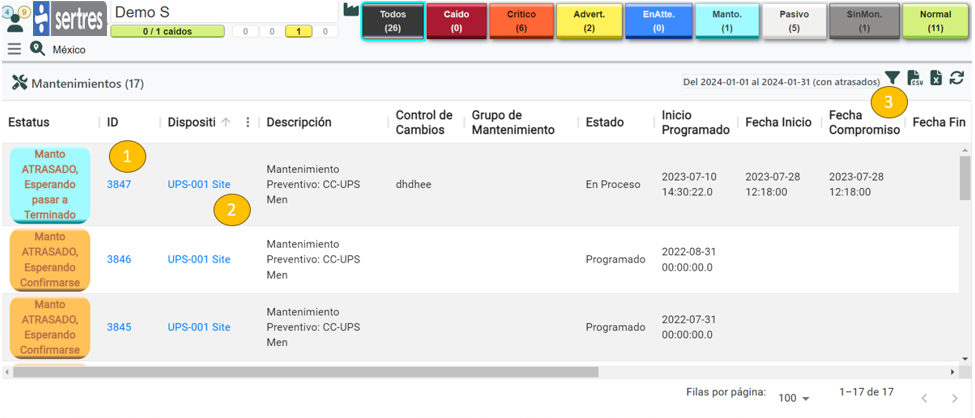 4 9
sertres
Demo S
0 / 1 caídos
0 0 1 0
Todos (26)
Caido (0)
Critico (6)
Advert. (2)
EnAtte. (0)
Manto. (1)
Pasivo (5)
SinMon. (1)
Normal (11)
México
Mantenimientos (17)
Del 2024-01-01 al 2024-01-31 (con atrasados)
CSV
3
Estatus
ID
Dispositi
Descripción
Control de
Cambios
Grupo de
Mantenimiento
Estado
Inicio
Programado
Fecha Inicio
Fecha
Compromiso
Fecha Fin
Manto
ATRASADO,
Esperando
pasar a
Terminado
1
3847
UPS-001 Site
2
Mantenimiento
Preventivo: CC-UPS
Men
dhdhee
En Proceso
2023-07-10
14:30:22.0
2023-07-28
12:18:00
2023-07-28
12:18:00
Manto
ATRASADO,
Esperando
Confirmarse
3846
UPS-001 Site
Mantenimiento
Preventivo: CC-UPS
Men
Programado
2022-08-31
00:00:00.0
Manto
ATRASADO,
Esperando
Confirmarse
3845
UPS-001 Site
Mantenimiento
Preventivo: CC-UPS
Men
Programado
2022-07-31
00:00:00.0
Filas por página:
100
1–17 de 17